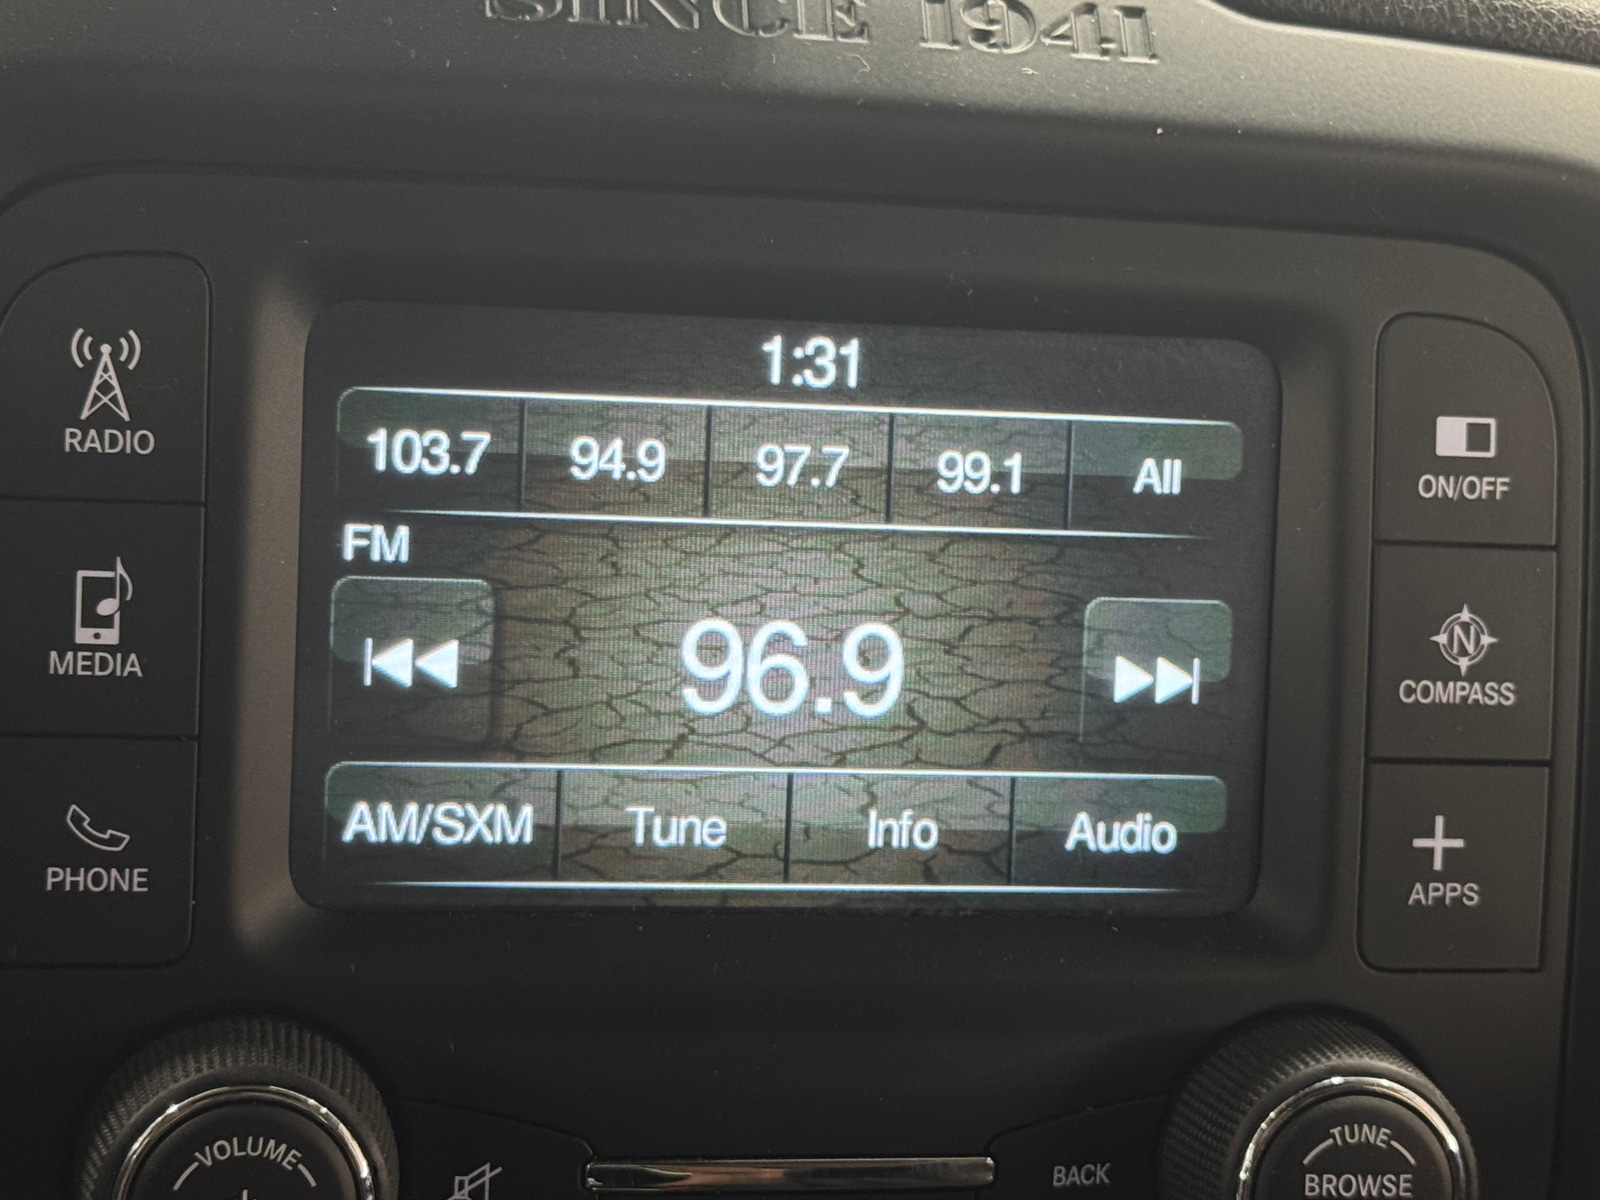 SINCE 1941
1:31
103.7 94.9 97.7 99.1 All
FM
96.9
AM/SXM Tune Info Audio
RADIO
MEDIA
PHONE
ON/OFF
N
COMPASS
APPS
VOLUME
BACK
TUNE
BROWSE